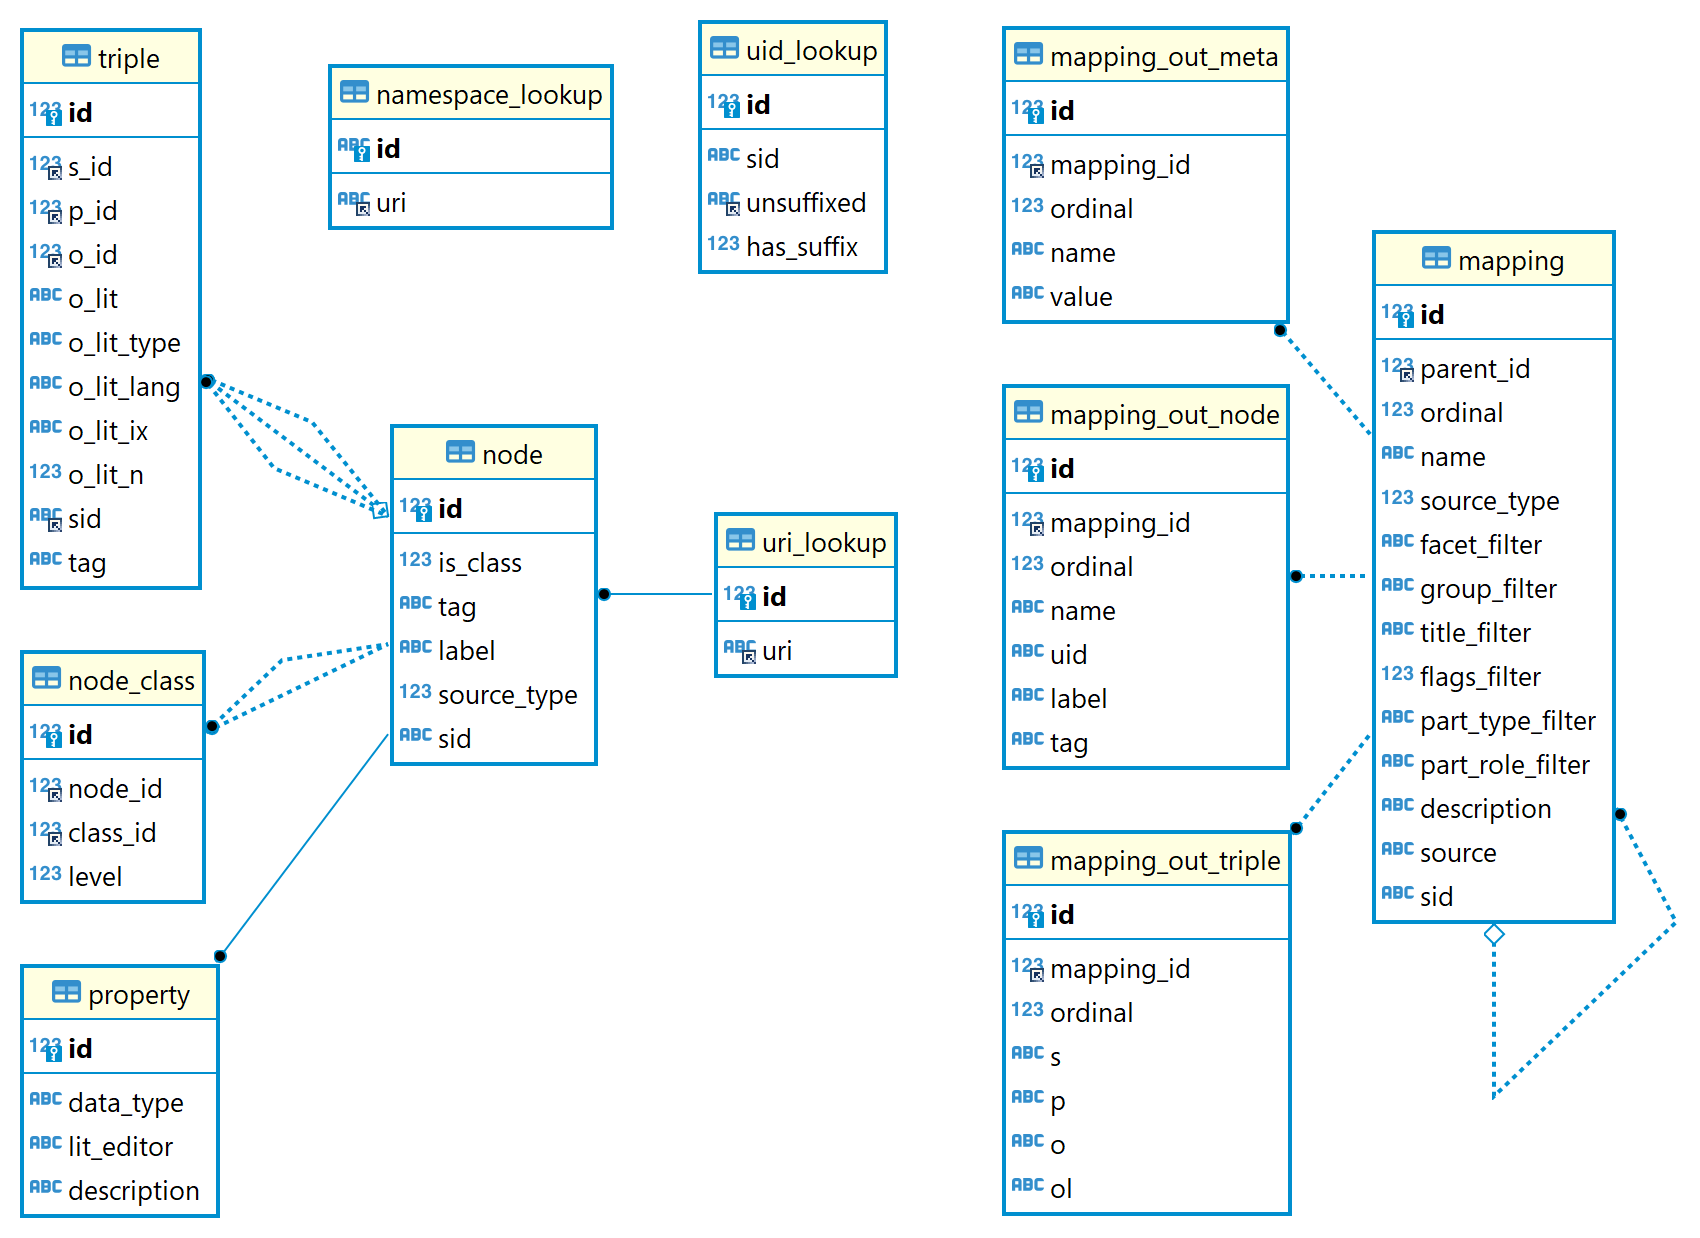 triple
123 id
123 s_id
123 p_id
123 o_id
ABC o_lit
ABC o_lit_type
ABC o_lit_lang
ABC o_lit_ix
123 o_lit_n
ABC sid
ABC tag
namespace_lookup
ABC id
ABC uri
uid_lookup
123 id
ABC sid
ABC unsuffixed
123 has_suffix
mapping_out_meta
123 id
123 mapping_id
123 ordinal
ABC name
ABC value
mapping
123 id
123 parent_id
123 ordinal
ABC name
123 source_type
ABC facet_filter
ABC group_filter
ABC title_filter
123 flags_filter
ABC part_type_filter
ABC part_role_filter
ABC description
ABC source
ABC sid
mapping_out_node
123 id
123 mapping_id
123 ordinal
ABC name
ABC uid
ABC label
ABC tag
node
123 id
123 is_class
ABC tag
ABC label
123 source_type
ABC sid
uri_lookup
123 id
ABC uri
node_class
123 id
123 node_id
123 class_id
123 level
mapping_out_triple
123 id
123 mapping_id
123 ordinal
ABC s
ABC p
ABC o
ABC ol
property
123 id
ABC data_type
ABC lit_editor
ABC description